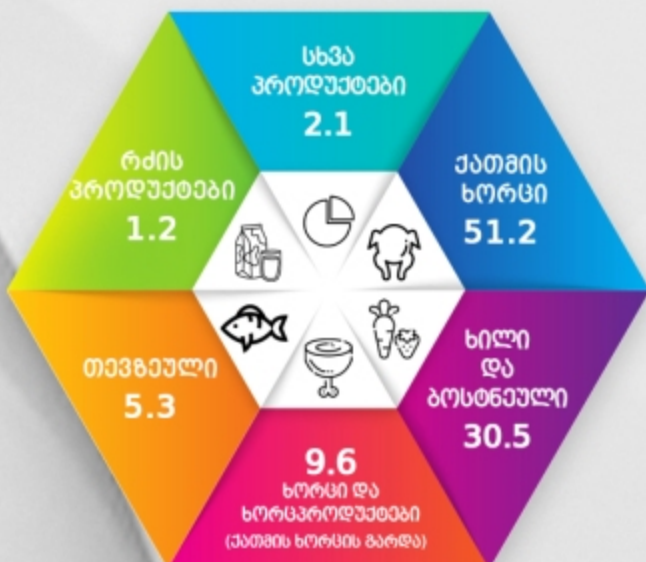 სხვა
პროდუქტები
2.1
ქათმის
ხორცი
51.2
ხილი
და
ბოსტნეული
30.5
9.6
ხორცი და
ხორცპროდუქტები
(ქათმის ხორცის გარდა)
თევზეული
5.3
რძის
პროდუქტები
1.2